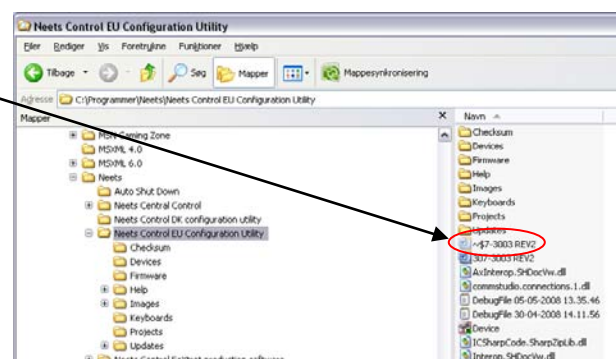 Neets Control EU Configuration Utility
Filer Rediger Vis Foretrukne Funktioner Hjælp
Tilbage Søg Mapper Mappesynkronisering
Adresse C:\Programmer\Neets\Neets Control EU Configuration Utility
Mapper
MSN Gaming Zone
MSXML 4.0
MSXML 6.0
Neets
Auto Shut Down
Neets Central Control
Neets Control DK configuration utility
Neets Control EU Configuration Utility
Checksum
Devices
Firmware
Help
Images
Keyboards
Projects
Updates
Neets Control Sniktest production software
Navn
Checksum
Devices
Firmware
Help
Images
Keyboards
Projects
Updates
~$7-3003 REV2
307-3003 REV2
AxInterop.SHDocVw.dll
commstudio.connections.1.dll
DebugFile 05-05-2008 13.35.46
DebugFile 30-04-2008 14.11.56
Device
ICSharpCode.SharpZipLib.dll
Interop.SHDocVw.dll